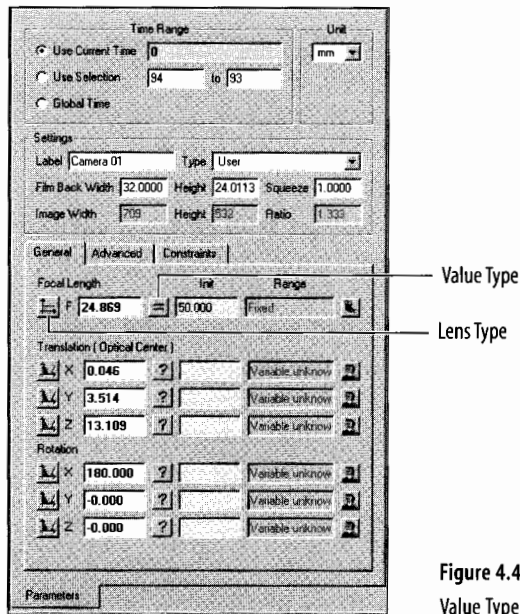 Time Range
Unit
Use Current Time 0
mm
Use Selection 94 to 93
Global Time
Settings
Label Camera 01 Type User
Film Back Width 32.0000 Height 24.0113 Squeeze 1.0000
Image Width 709 Height 532 Ratio 1.333
General Advanced Constraints
Focal Length Init Range
F 24.869 = 50.000 Fixed
Value Type
Lens Type
Translation ( Optical Center )
X 0.046 ? Variable unknow
Y 3.514 ? Variable unknow
Z 13.109 ? Variable unknow
Rotation
X 180.000 ? Variable unknow
Y -0.000 ? Variable unknow
Z -0.000 ? Variable unknow
Parameters
Figure 4.4
Value Type